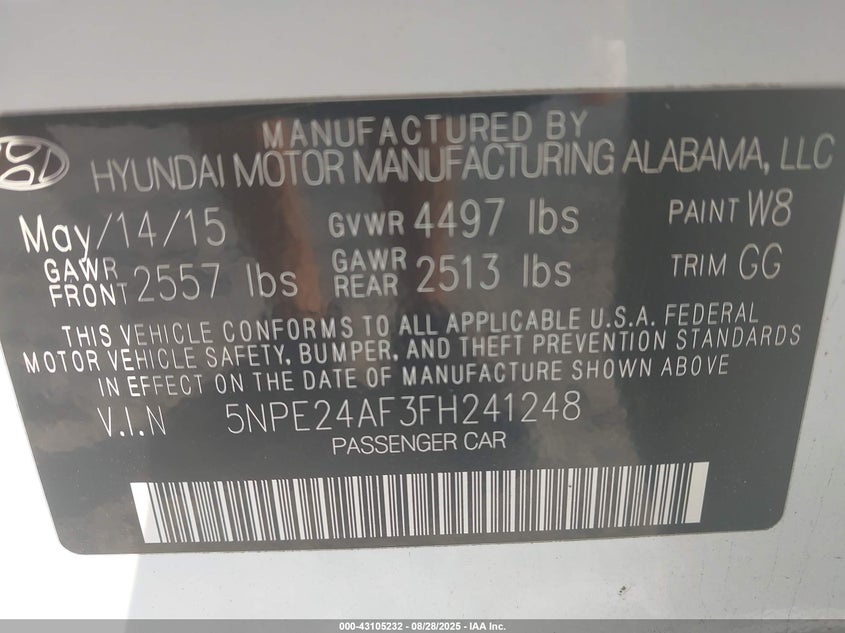 MANUFACTURED BY
HYUNDAI MOTOR MANUFACTURING ALABAMA, LLC
May/14/15 GVWR 4497 lbs PAINT W8
GAWR FRONT 2557 lbs GAWR REAR 2513 lbs TRIM GG
THIS VEHICLE CONFORMS TO ALL APPLICABLE U.S.A. FEDERAL
MOTOR VEHICLE SAFETY, BUMPER, AND THEFT PREVENTION STANDARDS
IN EFFECT ON THE DATE OF MANUFACTURE SHOWN ABOVE
V.I.N 5NPE24AF3FH241248
PASSENGER CAR
000-43105232 - 08/28/2025 - IAA Inc.